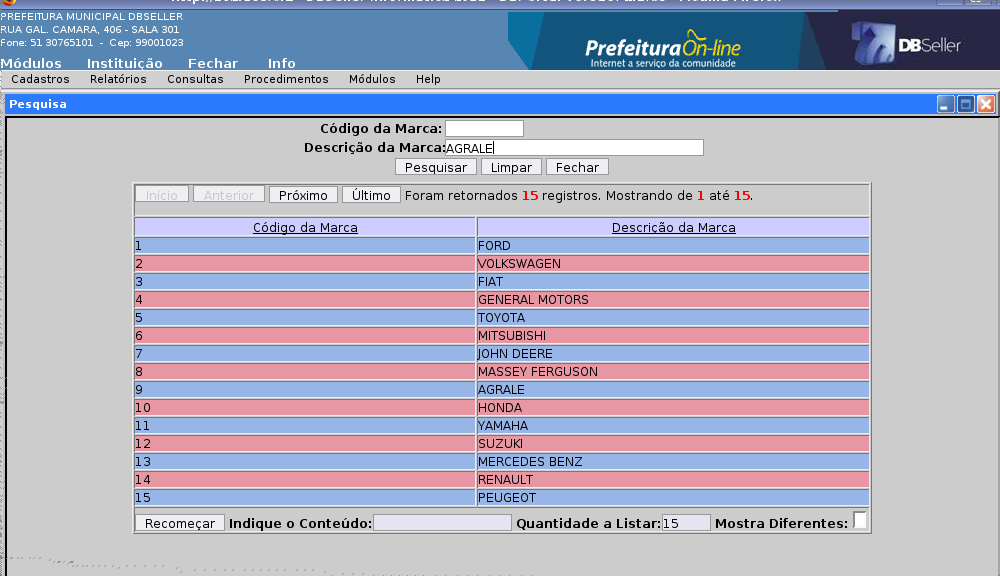 PREFEITURA MUNICIPAL DBSELLER
RUA GAL. CAMARA, 406 - SALA 301
Fone: 51 30765101 - Cep: 99001023
PrefeituraOn-line
Internet a serviço da comunidade
DBSeller
Módulos Instituição Fechar Info
Cadastros Relatórios Consultas Procedimentos Módulos Help
Pesquisa
Código da Marca:
Descrição da Marca: AGRALE
Pesquisar Limpar Fechar
Início Anterior Próximo Último Foram retornados 15 registros. Mostrando de 1 até 15.
Código da Marca Descrição da Marca
1 FORD
2 VOLKSWAGEN
3 FIAT
4 GENERAL MOTORS
5 TOYOTA
6 MITSUBISHI
7 JOHN DEERE
8 MASSEY FERGUSON
9 AGRALE
10 HONDA
11 YAMAHA
12 SUZUKI
13 MERCEDES BENZ
14 RENAULT
15 PEUGEOT
Recomeçar Indique o Conteúdo: Quantidade a Listar: 15 Mostra Diferentes: